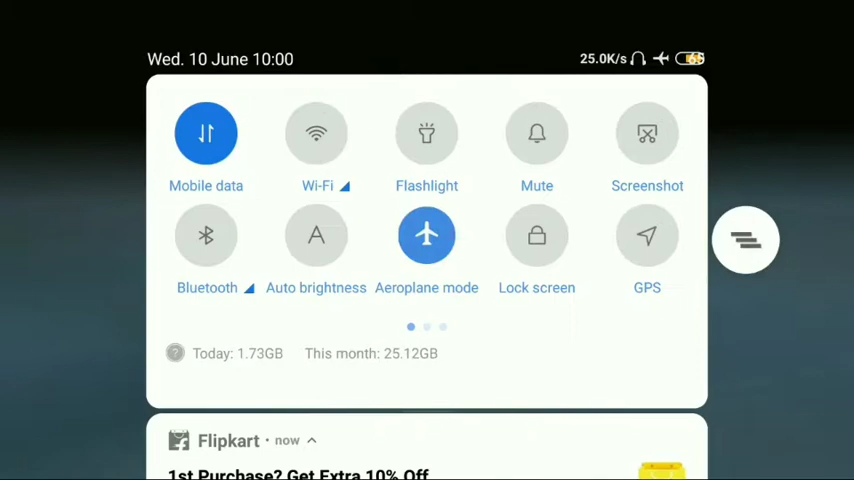 Wed. 10 June 10:00 25.0K/s
Mobile data Wi-Fi Flashlight Mute Screenshot
A
Bluetooth Auto brightness Aeroplane mode Lock screen GPS
? Today: 1.73GB This month: 25.12GB
Flipkart · now
1st Purchase? Get Extra 10% Off